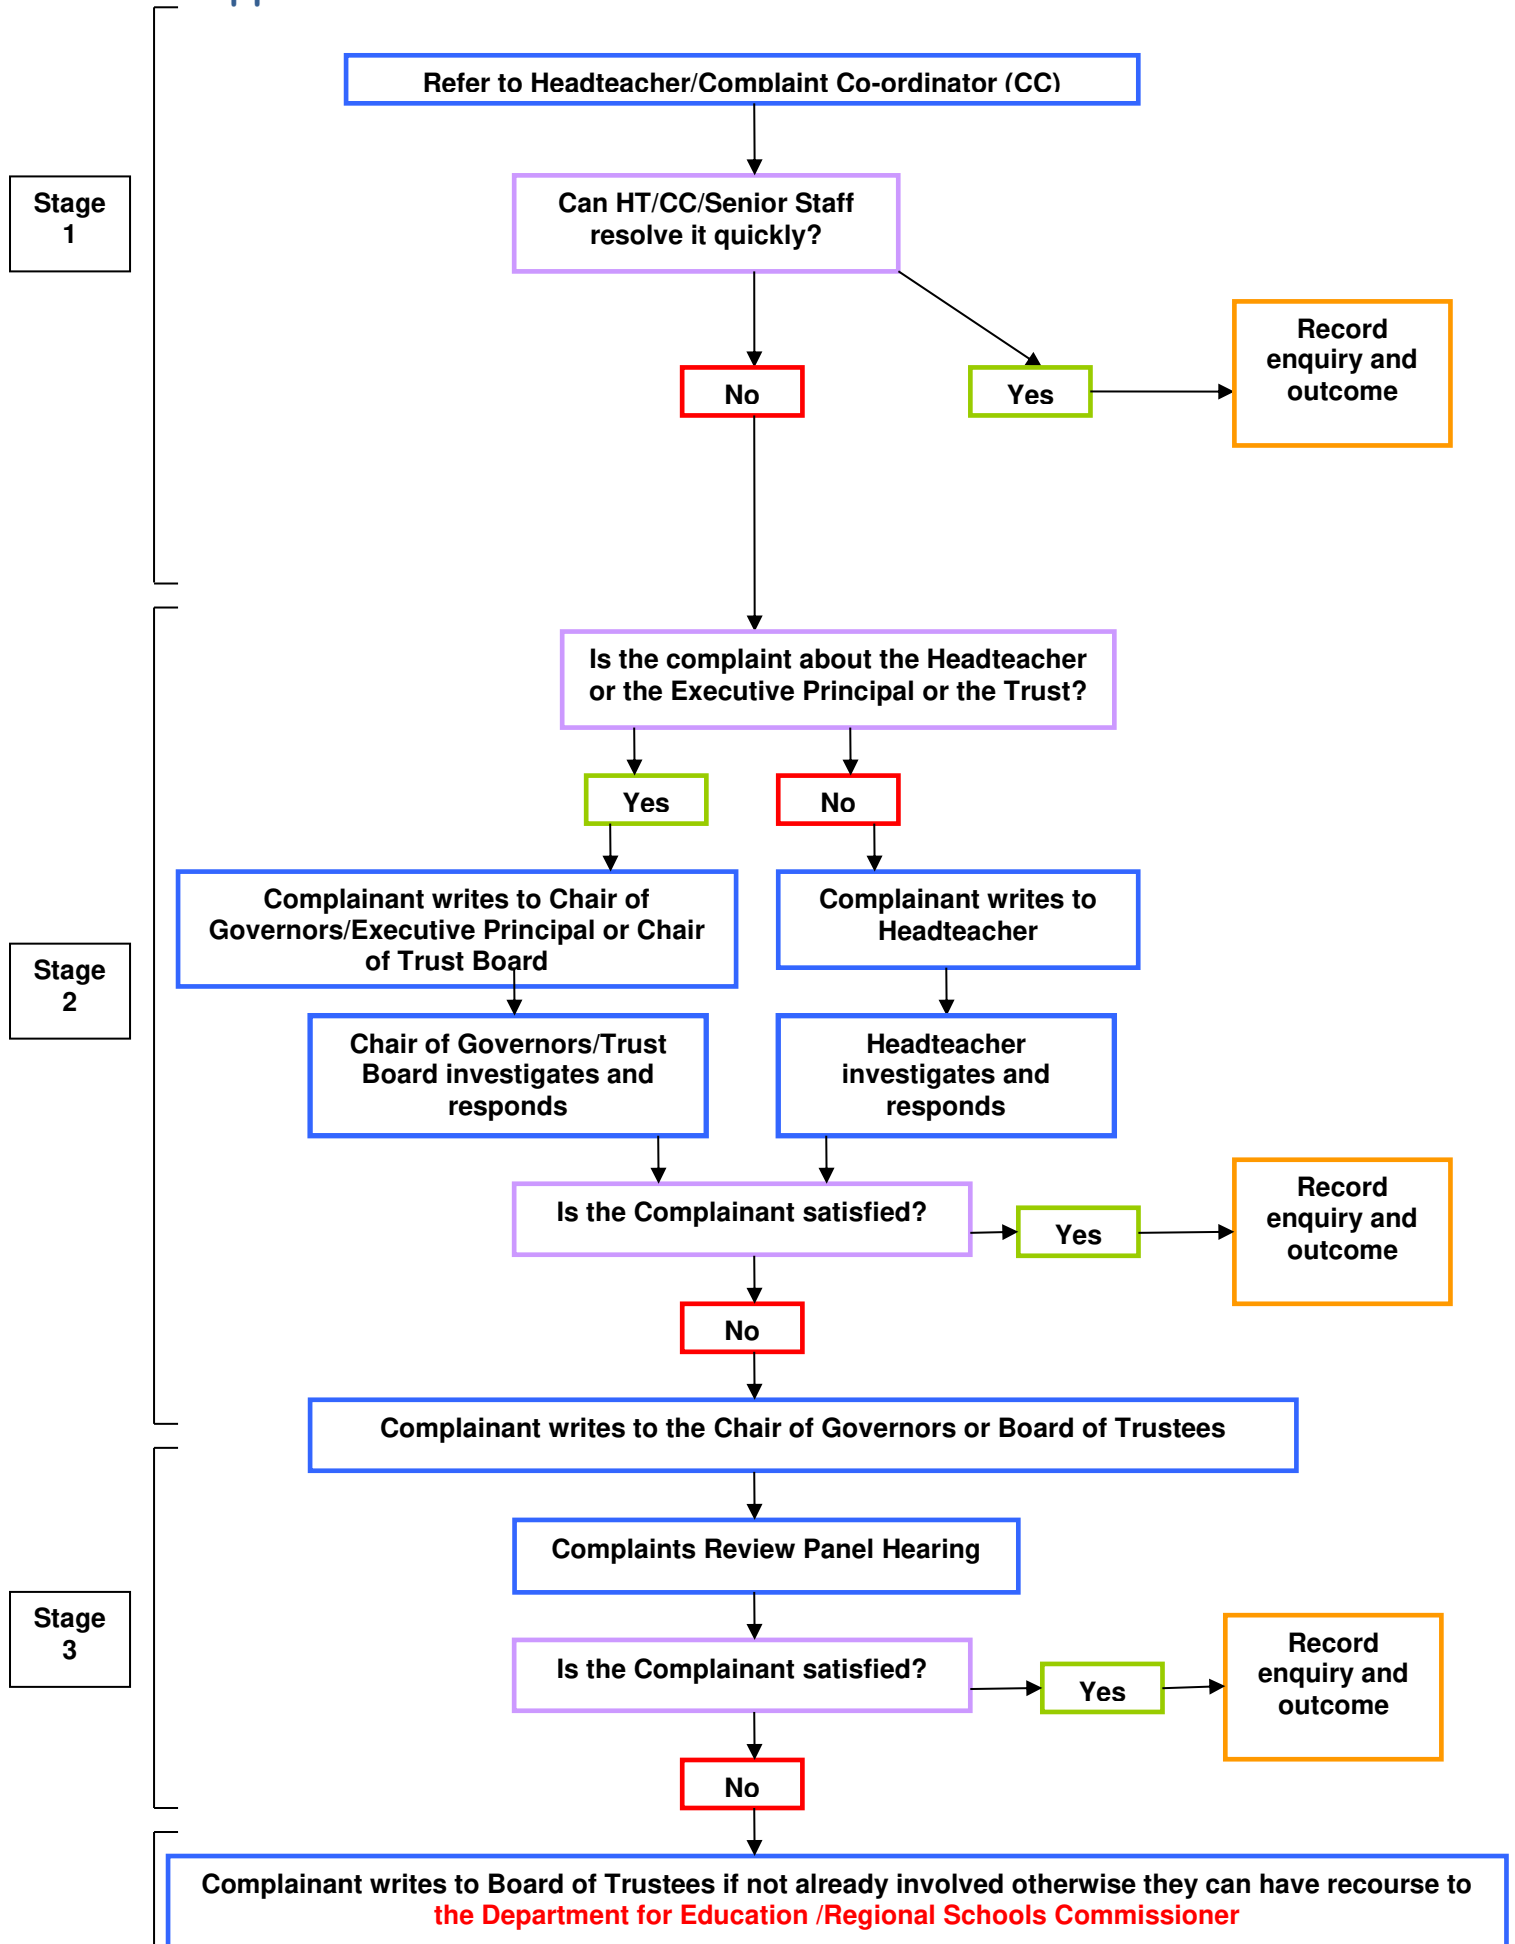 Refer to Headteacher/Complaint Co-ordinator (CC)
Stage
1
Can HT/CC/Senior Staff
resolve it quickly?
No
Yes
Record
enquiry and
outcome
Is the complaint about the Headteacher
or the Executive Principal or the Trust?
Yes
No
Stage
2
Complainant writes to Chair of
Governors/Executive Principal or Chair
of Trust Board
Complainant writes to
Headteacher
Chair of Governors/Trust
Board investigates and
responds
Headteacher
investigates and
responds
Is the Complainant satisfied?
Yes
Record
enquiry and
outcome
No
Complainant writes to the Chair of Governors or Board of Trustees
Complaints Review Panel Hearing
Stage
3
Is the Complainant satisfied?
Yes
Record
enquiry and
outcome
No
Complainant writes to Board of Trustees if not already involved otherwise they can have recourse to
the Department for Education /Regional Schools Commissioner